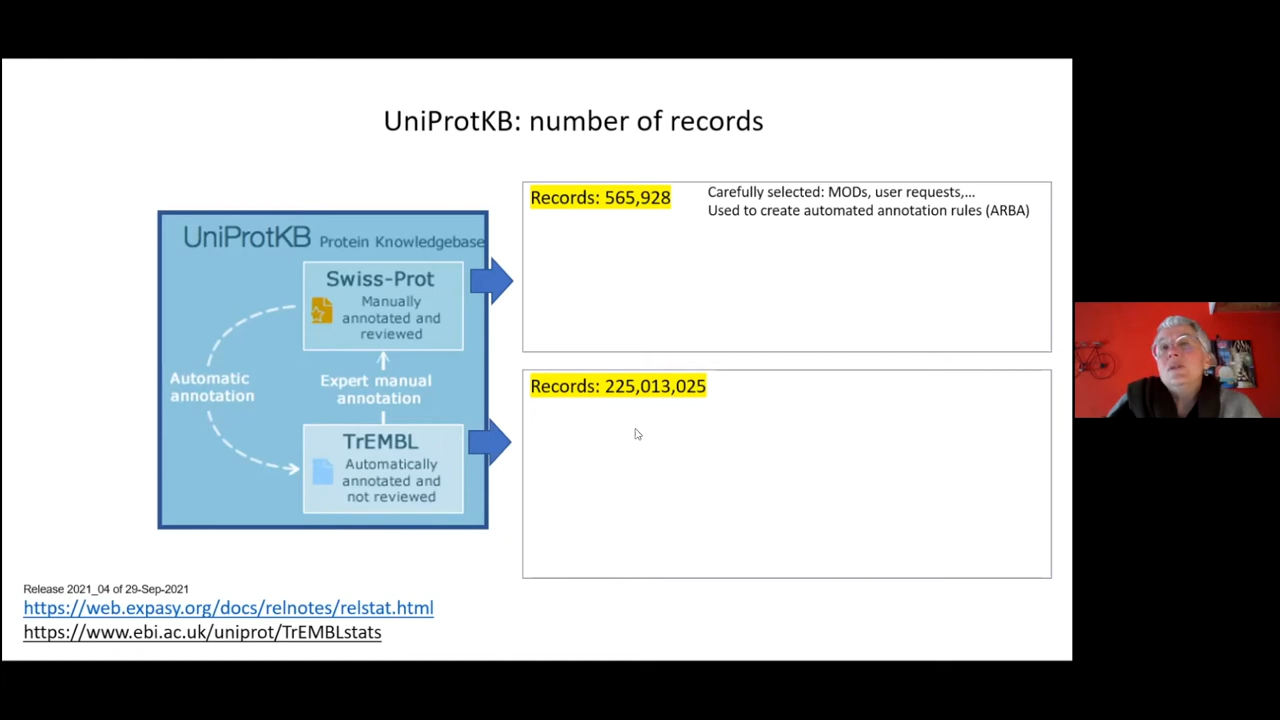 UniProtKB: number of records
Records: 565,928
Carefully selected: MODs, user requests,...
Used to create automated annotation rules (ARBA)
UniProtKB Protein Knowledgebase
Swiss-Prot
Manually
annotated and
reviewed
Automatic
annotation
Expert manual
annotation
TrEMBL
Automatically
annotated and
not reviewed
Records: 225,013,025
Release 2021_04 of 29-Sep-2021
https://web.expasy.org/docs/relnotes/relstat.html
https://www.ebi.ac.uk/uniprot/TrEMBLstats